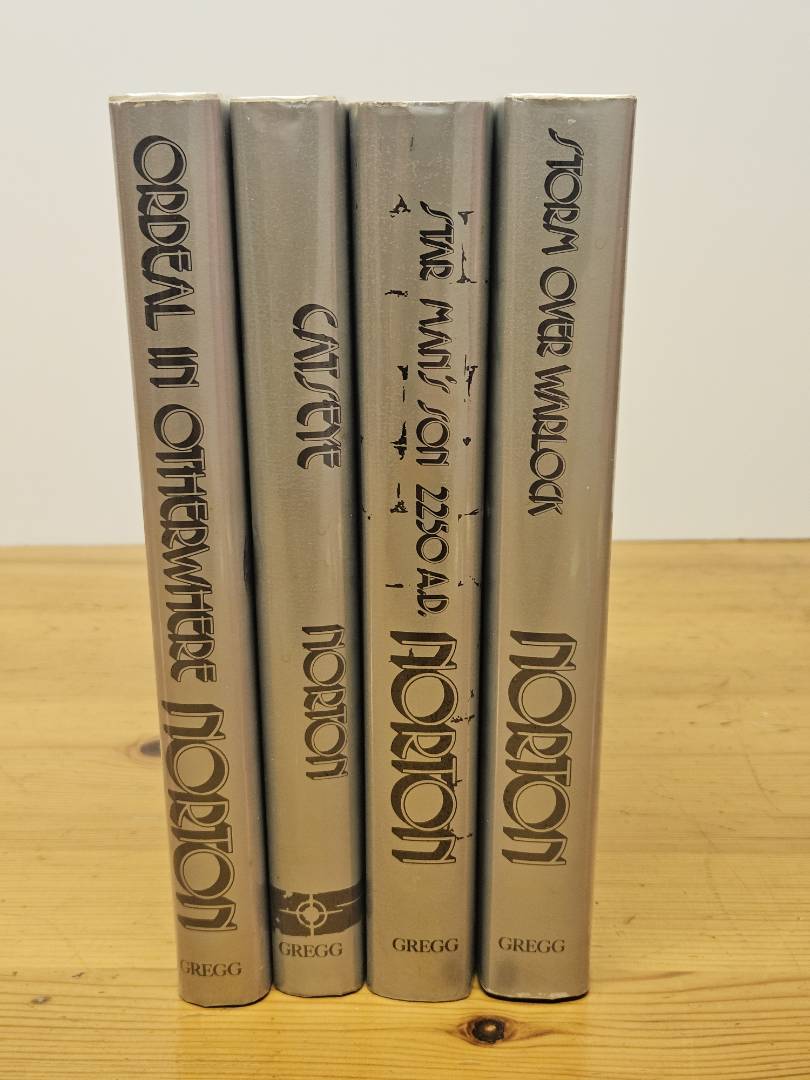 ORDEAL IN OTHERWHERE NORTON
GREGG
CATSEYE NORTON
GREGG
STAR MAN'S SON 2250 A.D. NORTON
GREGG
STORM OVER WARLOCK NORTON
GREGG